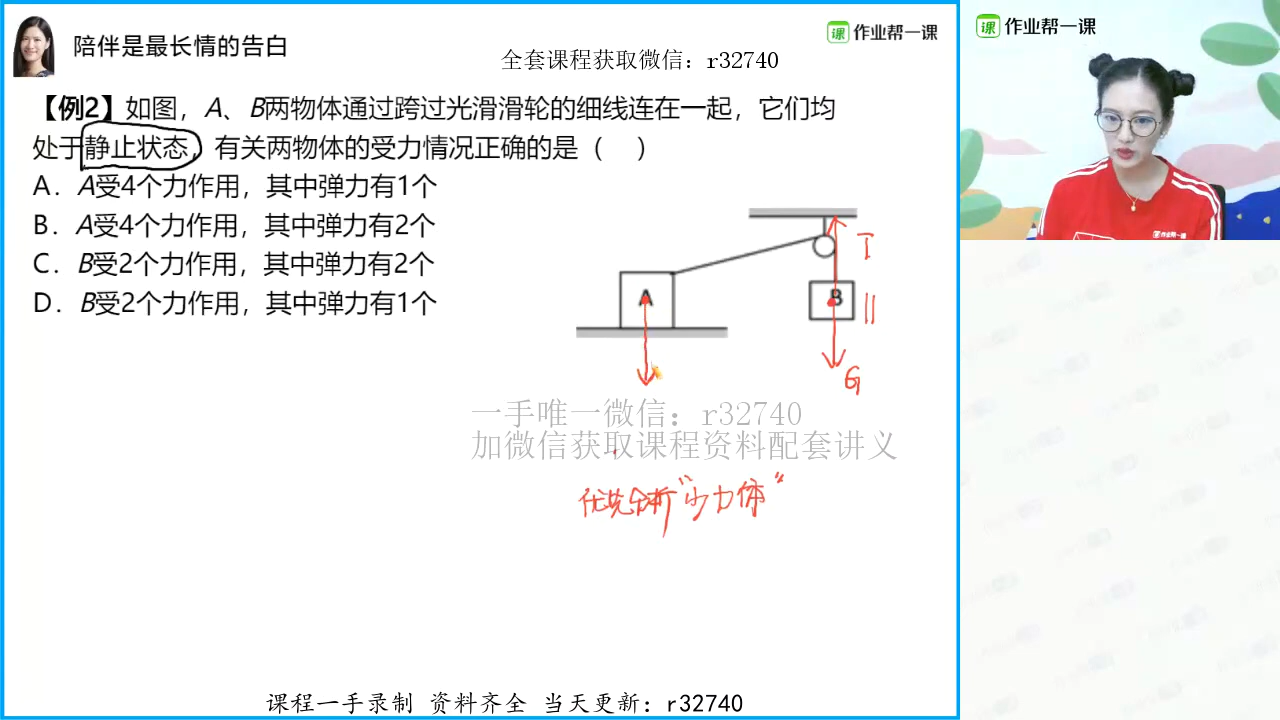 陪伴是最长情的告白
课 作业帮一课
课 作业帮一课
全套课程获取微信：r32740
【例2】如图，A、B两物体通过跨过光滑滑轮的细线连在一起，它们均
处于静止状态，有关两物体的受力情况正确的是（ ）
A．A受4个力作用，其中弹力有1个
B．A受4个力作用，其中弹力有2个
C．B受2个力作用，其中弹力有2个
D．B受2个力作用，其中弹力有1个
T
A
B
||
G
一手唯一微信：r32740
加微信获取课程资料配套讲义
优先分析“少力体”
课程一手录制 资料齐全 当天更新：r32740